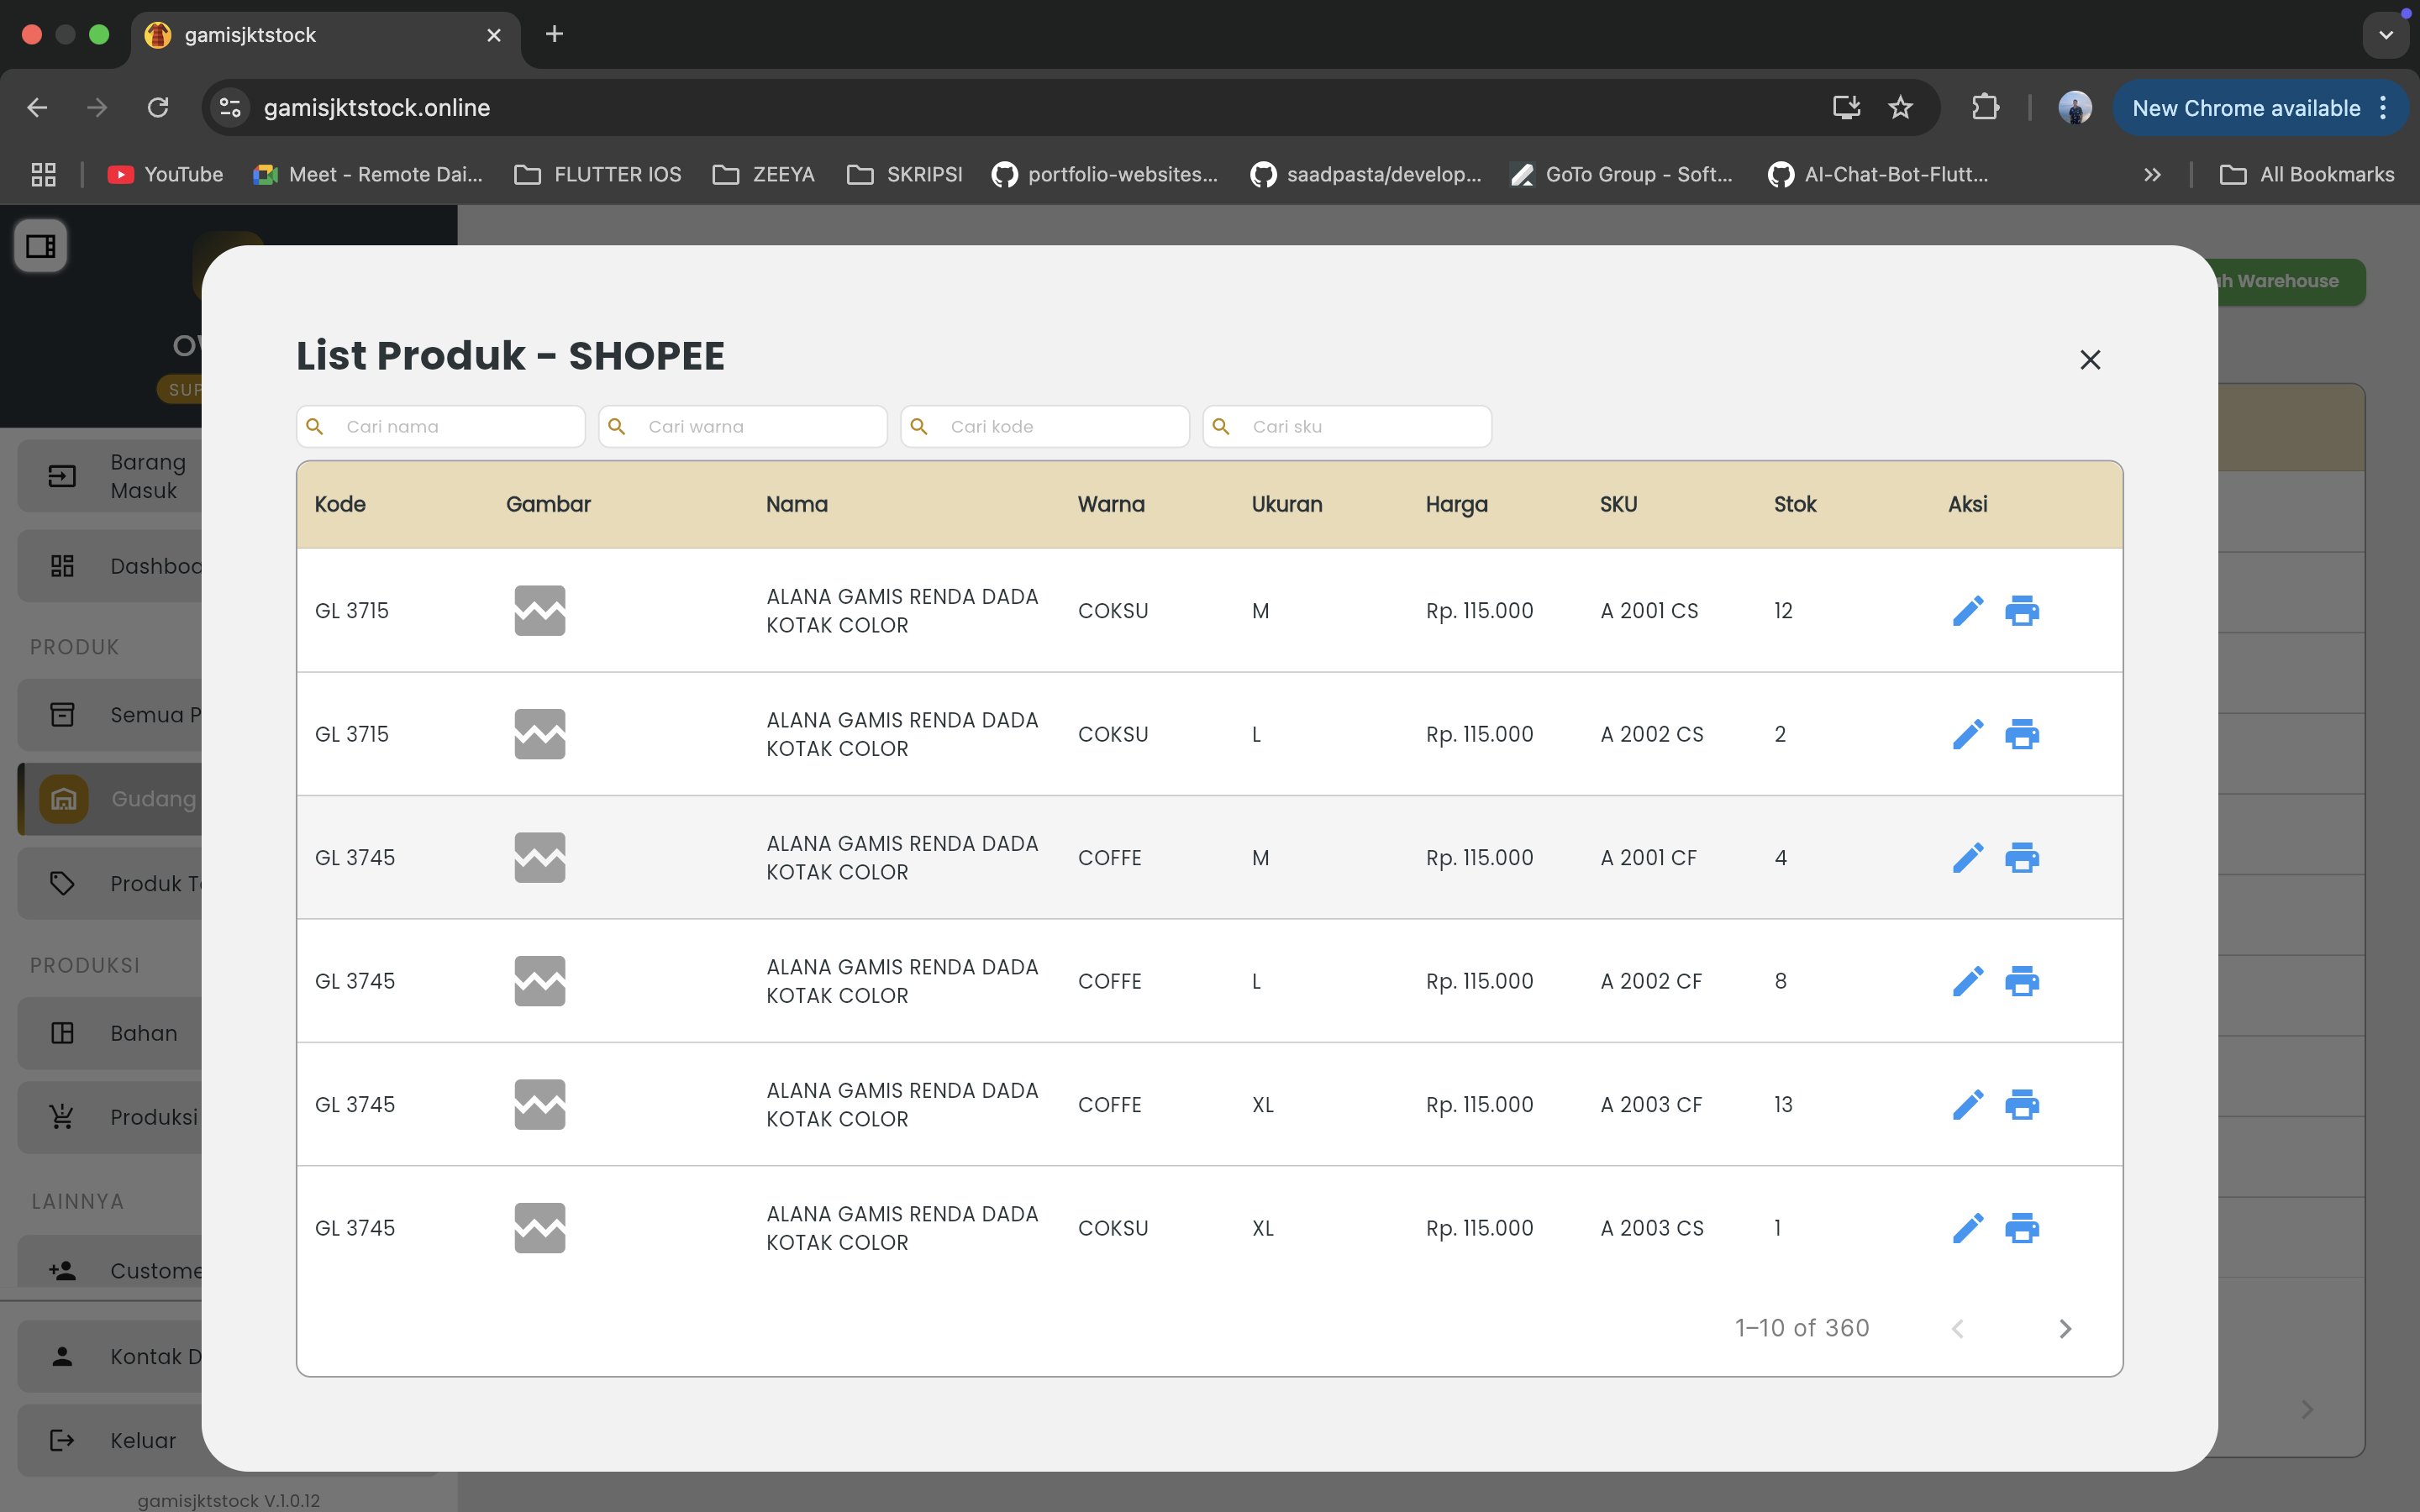 gamisjktstock
gamisjktstock.online
New Chrome available
YouTube
Meet - Remote Dai...
FLUTTER IOS
ZEEYA
SKRIPSI
portfolio-websites...
saadpasta/develop...
GoTo Group - Soft...
AI-Chat-Bot-Flutt...
All Bookmarks
Warehouse
List Produk - SHOPEE
Cari nama
Cari warna
Cari kode
Cari sku
Kode Gambar Nama Warna Ukuran Harga SKU Stok Aksi
GL 3715 ALANA GAMIS RENDA DADA KOTAK COLOR COKSU M Rp. 115.000 A 2001 CS 12
GL 3715 ALANA GAMIS RENDA DADA KOTAK COLOR COKSU L Rp. 115.000 A 2002 CS 2
GL 3745 ALANA GAMIS RENDA DADA KOTAK COLOR COFFE M Rp. 115.000 A 2001 CF 4
GL 3745 ALANA GAMIS RENDA DADA KOTAK COLOR COFFE L Rp. 115.000 A 2002 CF 8
GL 3745 ALANA GAMIS RENDA DADA KOTAK COLOR COFFE XL Rp. 115.000 A 2003 CF 13
GL 3745 ALANA GAMIS RENDA DADA KOTAK COLOR COKSU XL Rp. 115.000 A 2003 CS 1
1–10 of 360
Barang
Masuk
Dashboa
PRODUK
Semua P
Gudang
Produk T
PRODUKSI
Bahan
Produksi
LAINNYA
Custome
Kontak D
Keluar
gamisjktstock V.1.0.12